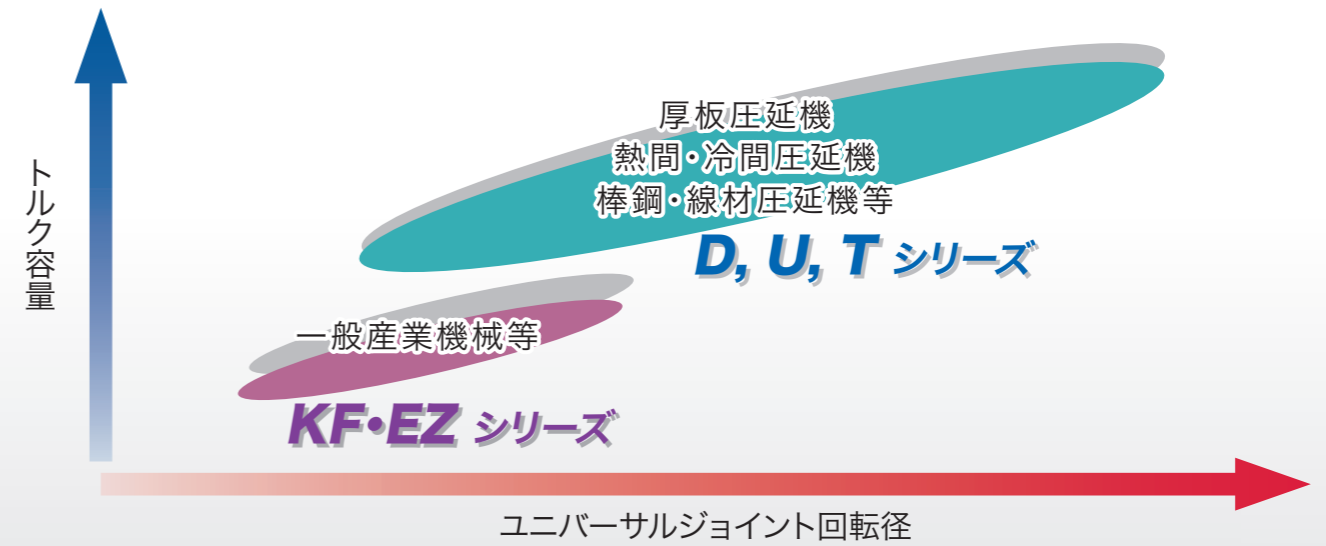 トルク容量
厚板圧延機
熱間・冷間圧延機
棒鋼・線材圧延機等
D, U, T シリーズ
一般産業機械等
KF・EZ シリーズ
ユニバーサルジョイント回転径